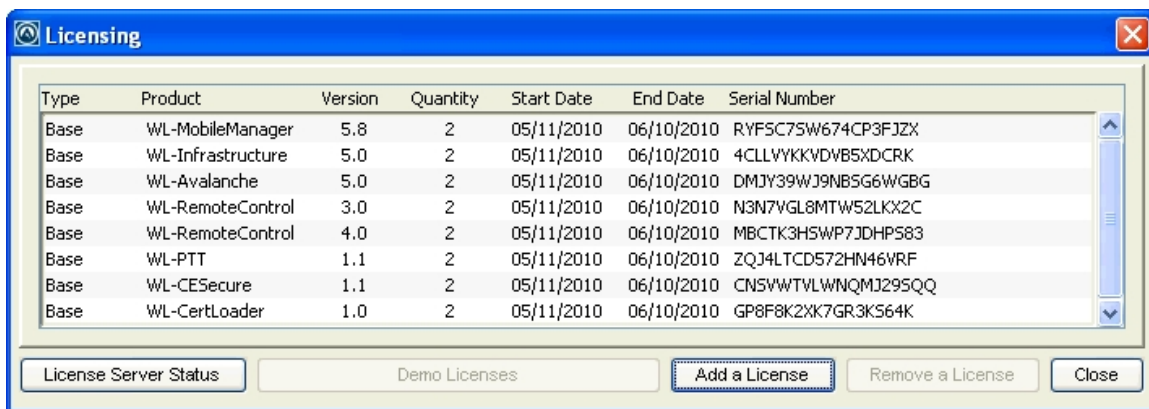 Licensing
Type Product Version Quantity Start Date End Date Serial Number
Base WL-MobileManager 5.8 2 05/11/2010 06/10/2010 RYFSC7SW674CP3FJZX
Base WL-Infrastructure 5.0 2 05/11/2010 06/10/2010 4CLLVYKKVDVB5XDCRK
Base WL-Avalanche 5.0 2 05/11/2010 06/10/2010 DMJY39WJ9NBSG6WGBG
Base WL-RemoteControl 3.0 2 05/11/2010 06/10/2010 N3N7VGL8MTW52LKX2C
Base WL-RemoteControl 4.0 2 05/11/2010 06/10/2010 MBCTK3HSWP7JDHPS83
Base WL-PTT 1.1 2 05/11/2010 06/10/2010 ZQJ4LTCD572HN46VRF
Base WL-CESecure 1.1 2 05/11/2010 06/10/2010 CNSVWTVLWNQMJ29SQQ
Base WL-CertLoader 1.0 2 05/11/2010 06/10/2010 GP8F8K2XK7GR3KS64K
License Server Status Demo Licenses Add a License Remove a License Close